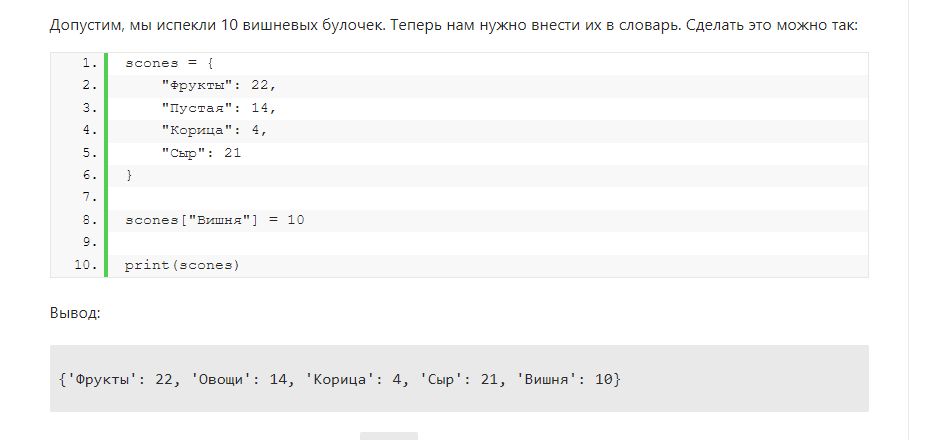 Допустим, мы испекли 10 вишневых булочек. Теперь нам нужно внести их в словарь. Сделать это можно так:
1. scones = {
2. "Фрукты": 22,
3. "Пустая": 14,
4. "Корица": 4,
5. "Сыр": 21
6. }
7.
8. scones["Вишня"] = 10
9.
10. print(scones)
Вывод:
{'Фрукты': 22, 'Овощи': 14, 'Корица': 4, 'Сыр': 21, 'Вишня': 10}